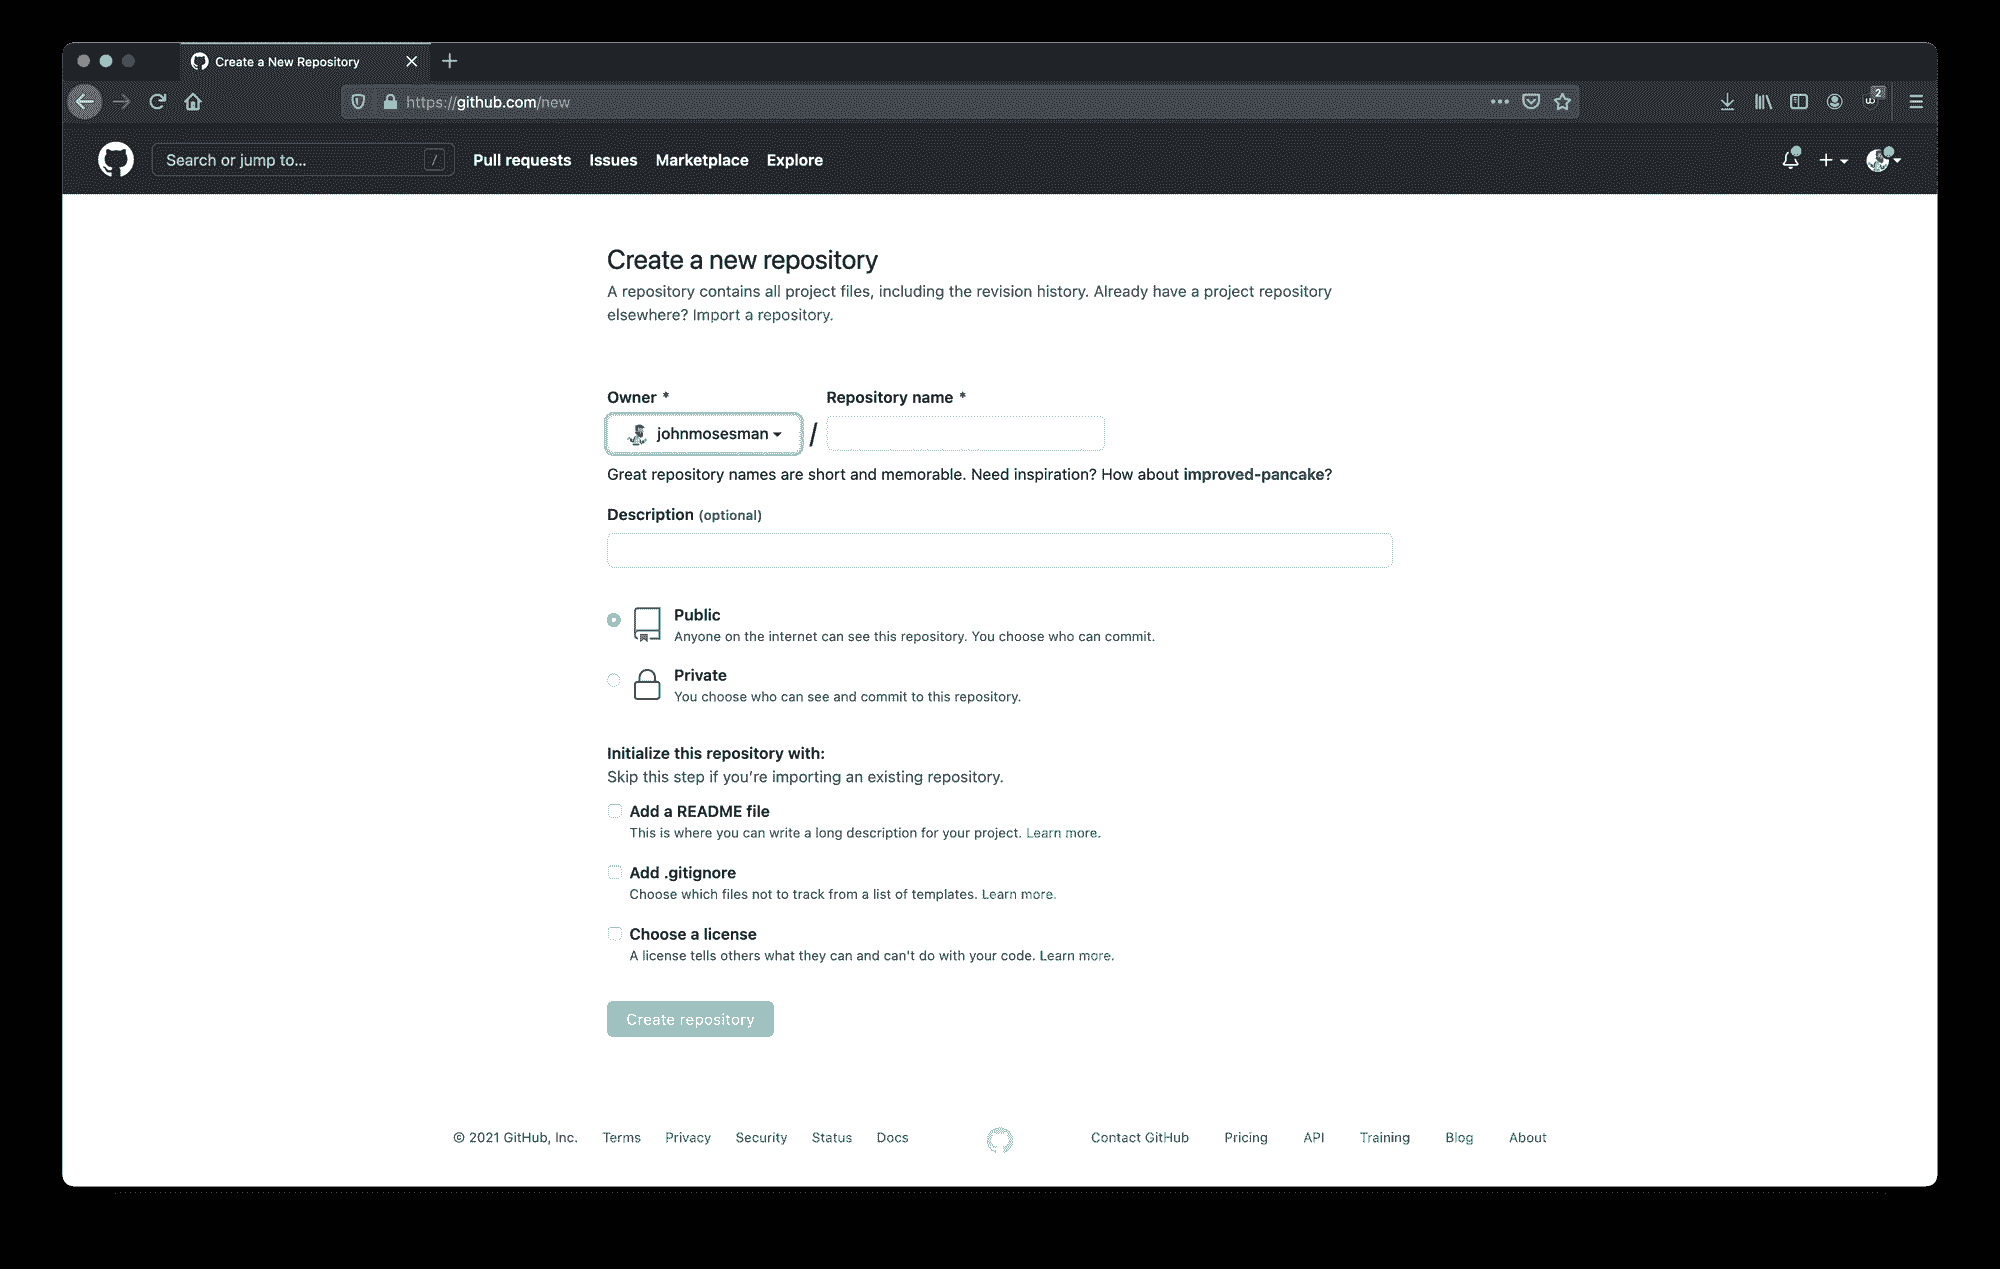 Create a New Repository
https://github.com/new
2
Search or jump to... /
Pull requests Issues Marketplace Explore
Create a new repository
A repository contains all project files, including the revision history. Already have a project repository
elsewhere? Import a repository.
Owner * Repository name *
johnmosesman /
Great repository names are short and memorable. Need inspiration? How about improved-pancake?
Description (optional)
Public
Anyone on the internet can see this repository. You choose who can commit.
Private
You choose who can see and commit to this repository.
Initialize this repository with:
Skip this step if you’re importing an existing repository.
Add a README file
This is where you can write a long description for your project. Learn more.
Add .gitignore
Choose which files not to track from a list of templates. Learn more.
Choose a license
A license tells others what they can and can't do with your code. Learn more.
Create repository
© 2021 GitHub, Inc. Terms Privacy Security Status Docs Contact GitHub Pricing API Training Blog About